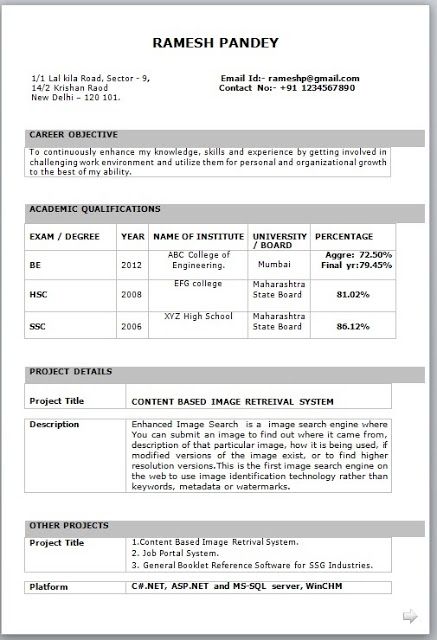 RAMESH PANDEY
1/1 Lal kila Road, Sector - 9,
14/2 Krishan Raod
New Delhi – 120 101.
Email Id:- rameshp@gmail.com
Contact No:- +91 1234567890
CAREER OBJECTIVE
To continuously enhance my knowledge, skills and experience by getting involved in
challenging work environment and utilize them for personal and organizational growth
to the best of my ability.
ACADEMIC QUALIFICATIONS
EXAM / DEGREE YEAR NAME OF INSTITUTE UNIVERSITY / BOARD PERCENTAGE
BE 2012 ABC College of Engineering. Mumbai Aggre: 72.50% Final yr:79.45%
HSC 2008 EFG college Maharashtra State Board 81.02%
SSC 2006 XYZ High School Maharashtra State Board 86.12%
PROJECT DETAILS
Project Title CONTENT BASED IMAGE RETREIVAL SYSTEM
Description Enhanced Image Search is a image search engine where
You can submit an image to find out where it came from,
description of that particular image, how it is being used, if
modified versions of the image exist, or to find higher
resolution versions.This is the first image search engine on
the web to use image identification technology rather than
keywords, metadata or watermarks.
OTHER PROJECTS
Project Title 1.Content Based Image Retrival System.
2. Job Portal System.
3. General Booklet Reference Software for SSG Industries.
Platform C#.NET, ASP.NET and MS-SQL server, WinCHM